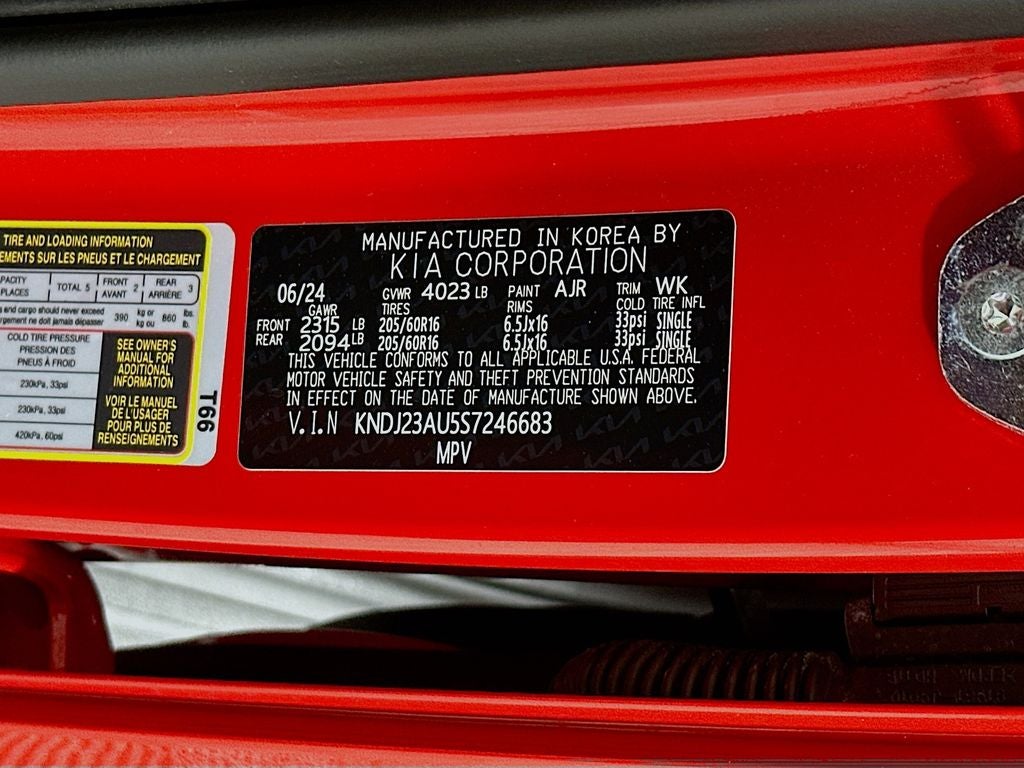 TIRE AND LOADING INFORMATION
EMENTS SUR LES PNEUS ET LE CHARGEMENT
PACITY PLACES TOTAL 5 FRONT AVANT 2 REAR ARRIÈRE 3
s and cargo should never exceed 390 kg or 860 lbs.
rgement ne doit jamais dépasser kg ou lb.
COLD TIRE PRESSURE
PRESSION DES
PNEUS À FROID
230kPa, 33psi
230kPa, 33psi
420kPa, 60psi
SEE OWNER'S
MANUAL FOR
ADDITIONAL
INFORMATION
VOIR LE MANUEL
DE L'USAGER
POUR PLUS DE
RENSEIGNEMENTS
T66
MANUFACTURED IN KOREA BY
KIA CORPORATION
06/24 GVWR 4023 LB PAINT AJR TRIM WK
GAWR TIRES RIMS COLD TIRE INFL
FRONT 2315 LB 205/60R16 6.5Jx16 33psi SINGLE
REAR 2094 LB 205/60R16 6.5Jx16 33psi SINGLE
THIS VEHICLE CONFORMS TO ALL APPLICABLE U.S.A. FEDERAL
MOTOR VEHICLE SAFETY AND THEFT PREVENTION STANDARDS
IN EFFECT ON THE DATE OF MANUFACTURE SHOWN ABOVE.
V.I.N KNDJ23AU5S7246683
MPV